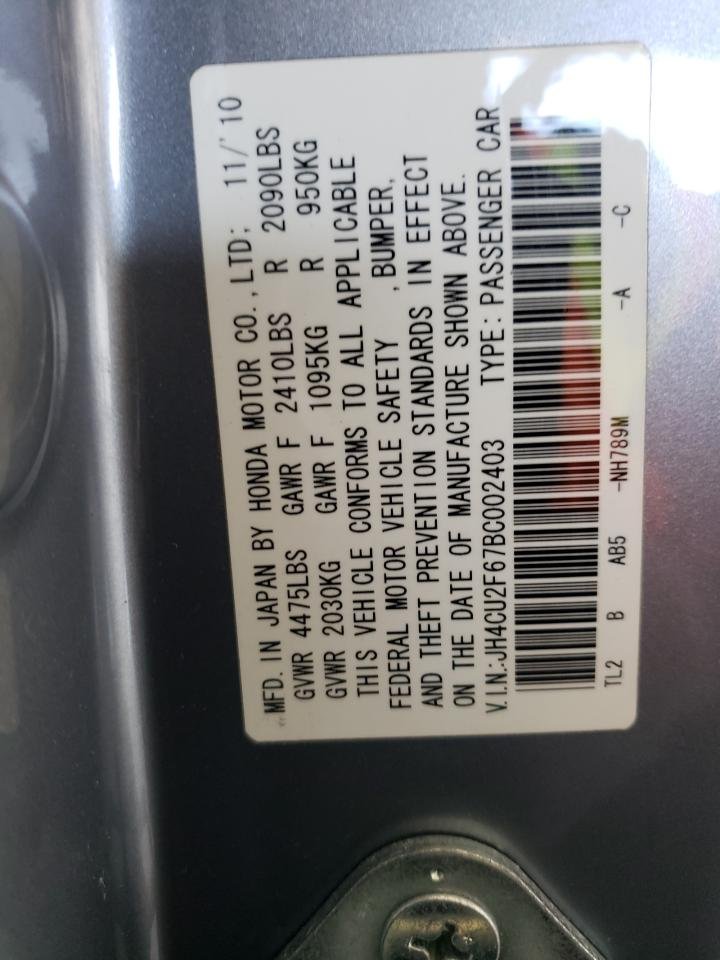 MFD. IN JAPAN BY HONDA MOTOR CO., LTD; 11/'10
GVWR 4475LBS GAWR F 2410LBS R 2090LBS
GVWR 2030KG GAWR F 1095KG R 950KG
THIS VEHICLE CONFORMS TO ALL APPLICABLE
FEDERAL MOTOR VEHICLE SAFETY ,BUMPER,
AND THEFT PREVENTION STANDARDS IN EFFECT
ON THE DATE OF MANUFACTURE SHOWN ABOVE.
V.I.N.:JH4CU2F67BC002403 TYPE:PASSENGER CAR
TL2 B AB5 -NH789M -A -C